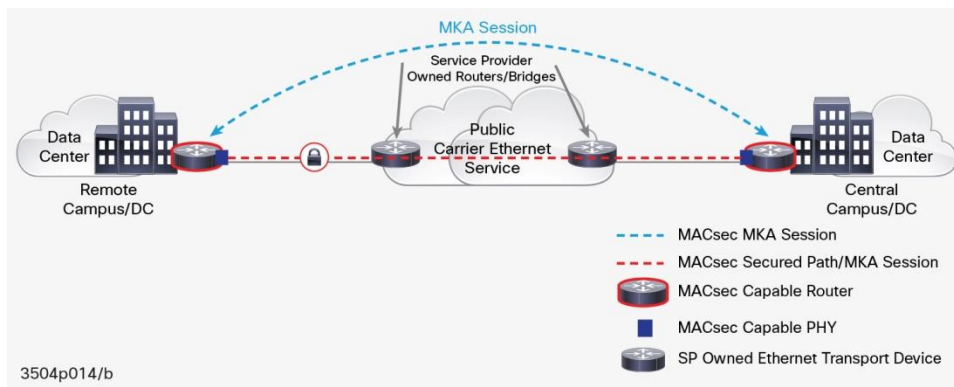 MKA Session
Service Provider
Owned Routers/Bridges
Data
Center
Public
Carrier Ethernet
Service
Data
Center
Remote
Campus/DC
Central
Campus/DC
MACsec MKA Session
MACsec Secured Path/MKA Session
MACsec Capable Router
MACsec Capable PHY
SP Owned Ethernet Transport Device
3504p014/b